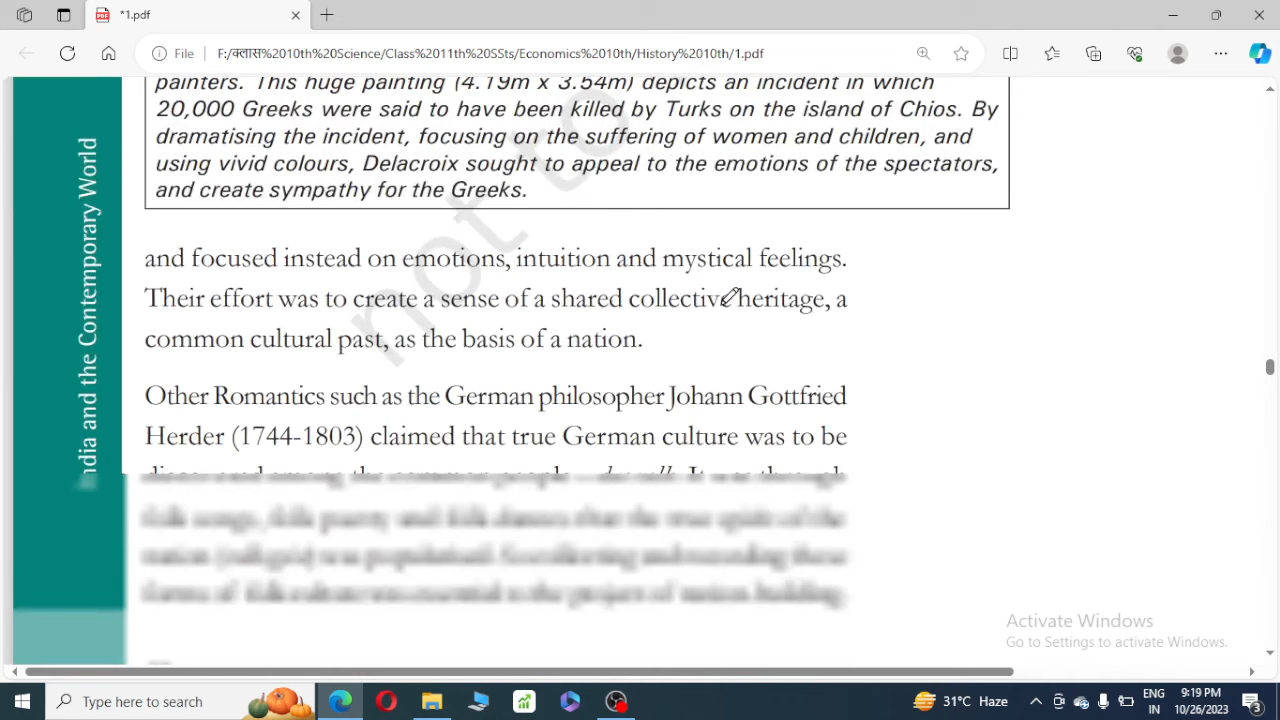 *1.pdf
File F:/क्लास%2010th%20Science/Class%2011th%20SSts/Economics%2010th/History%2010th/1.pdf
painters. This huge painting (4.19m x 3.54m) depicts an incident in which
20,000 Greeks were said to have been killed by Turks on the island of Chios. By
dramatising the incident, focusing on the suffering of women and children, and
using vivid colours, Delacroix sought to appeal to the emotions of the spectators,
and create sympathy for the Greeks.
not to
India and the Contemporary World
and focused instead on emotions, intuition and mystical feelings.
Their effort was to create a sense of a shared collective heritage, a
common cultural past, as the basis of a nation.
Other Romantics such as the German philosopher Johann Gottfried
Herder (1744-1803) claimed that true German culture was to be
Activate Windows
Go to Settings to activate Windows.
Type here to search
31°C Haze
ENG
IN
9:19 PM
10/26/2023
3